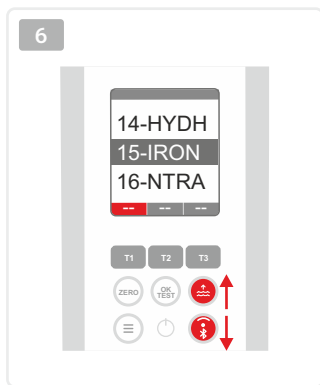 6
14-HYDH
15-IRON
16-NTRA
-- -- --
T1 T2 T3
ZERO OK TEST